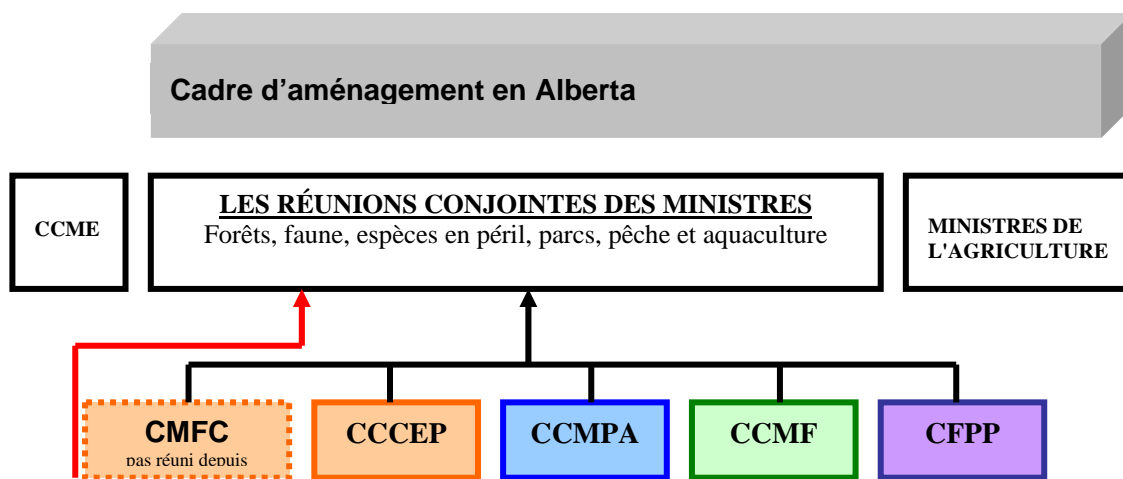 Cadre d'aménagement en Alberta
CCME
LES RÉUNIONS CONJOINTES DES MINISTRES
Forêts, faune, espèces en péril, parcs, pêche et aquaculture
MINISTRES DE
L'AGRICULTURE
CMFC
pas réuni depuis
CCCEP
CCMPA
CCMF
CFPP